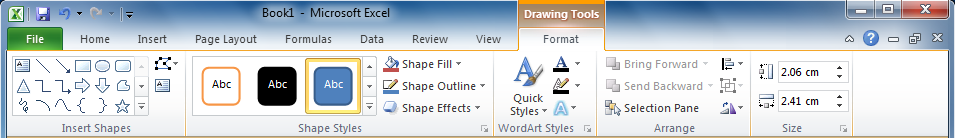 Book1 - Microsoft Excel
Drawing Tools
File Home Insert Page Layout Formulas Data Review View Format
Abc Abc Abc
Shape Fill
Shape Outline
Shape Effects
Quick
Styles
A
A
A
A
Bring Forward
Send Backward
Selection Pane
2.06 cm
2.41 cm
Insert Shapes Shape Styles WordArt Styles Arrange Size